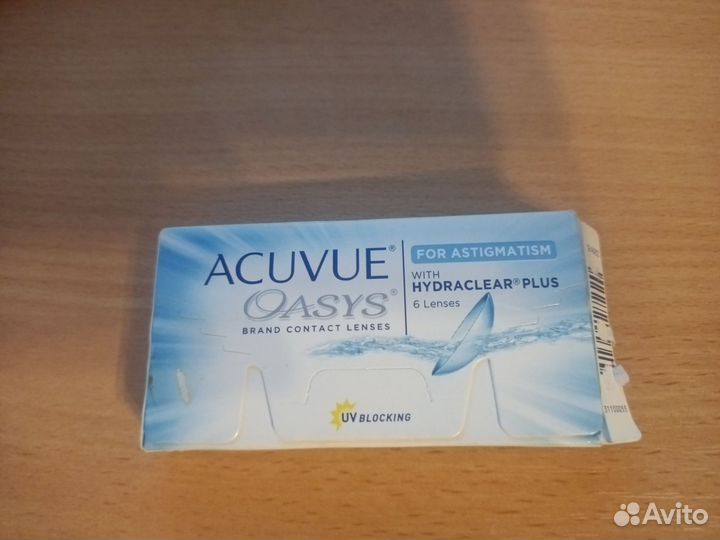 ACUVUE®
OASYS®
BRAND CONTACT LENSES
FOR ASTIGMATISM
WITH
HYDRACLEAR® PLUS
6 Lenses
UV BLOCKING
Avito